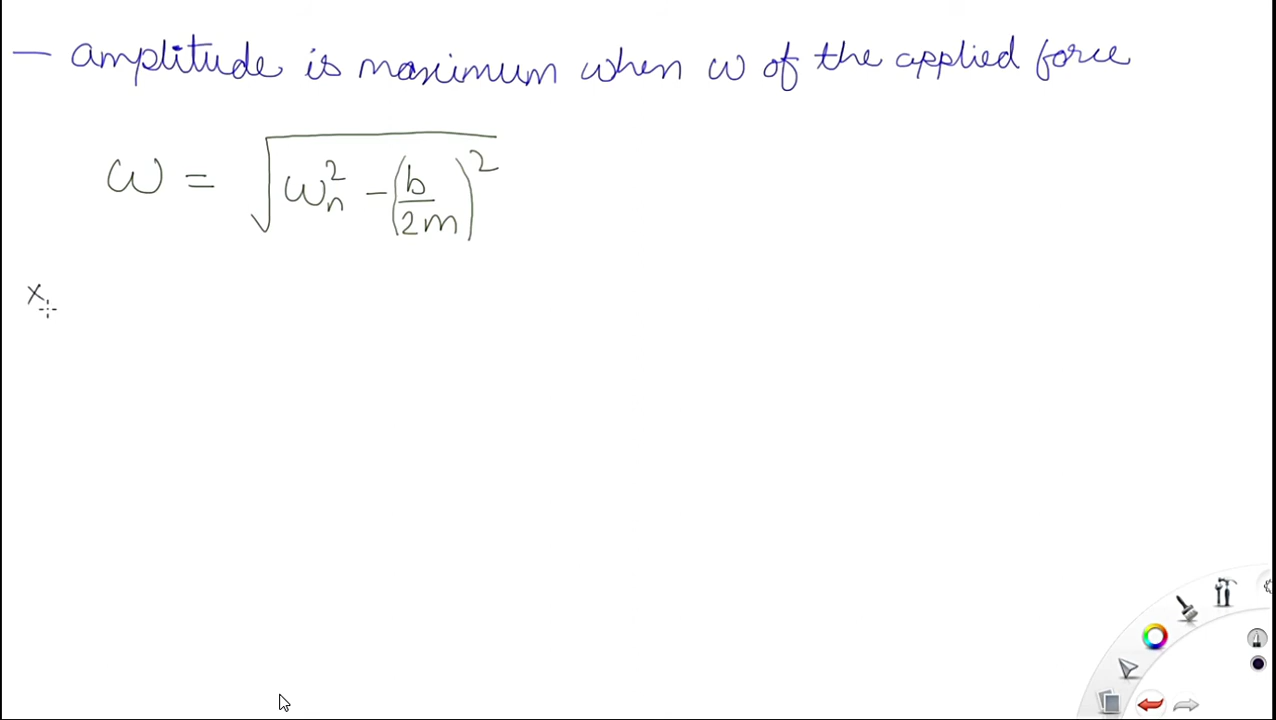 — amplitude is maximum when ω of the applied force
ω = √(ωn² - (b/2m)²)
x